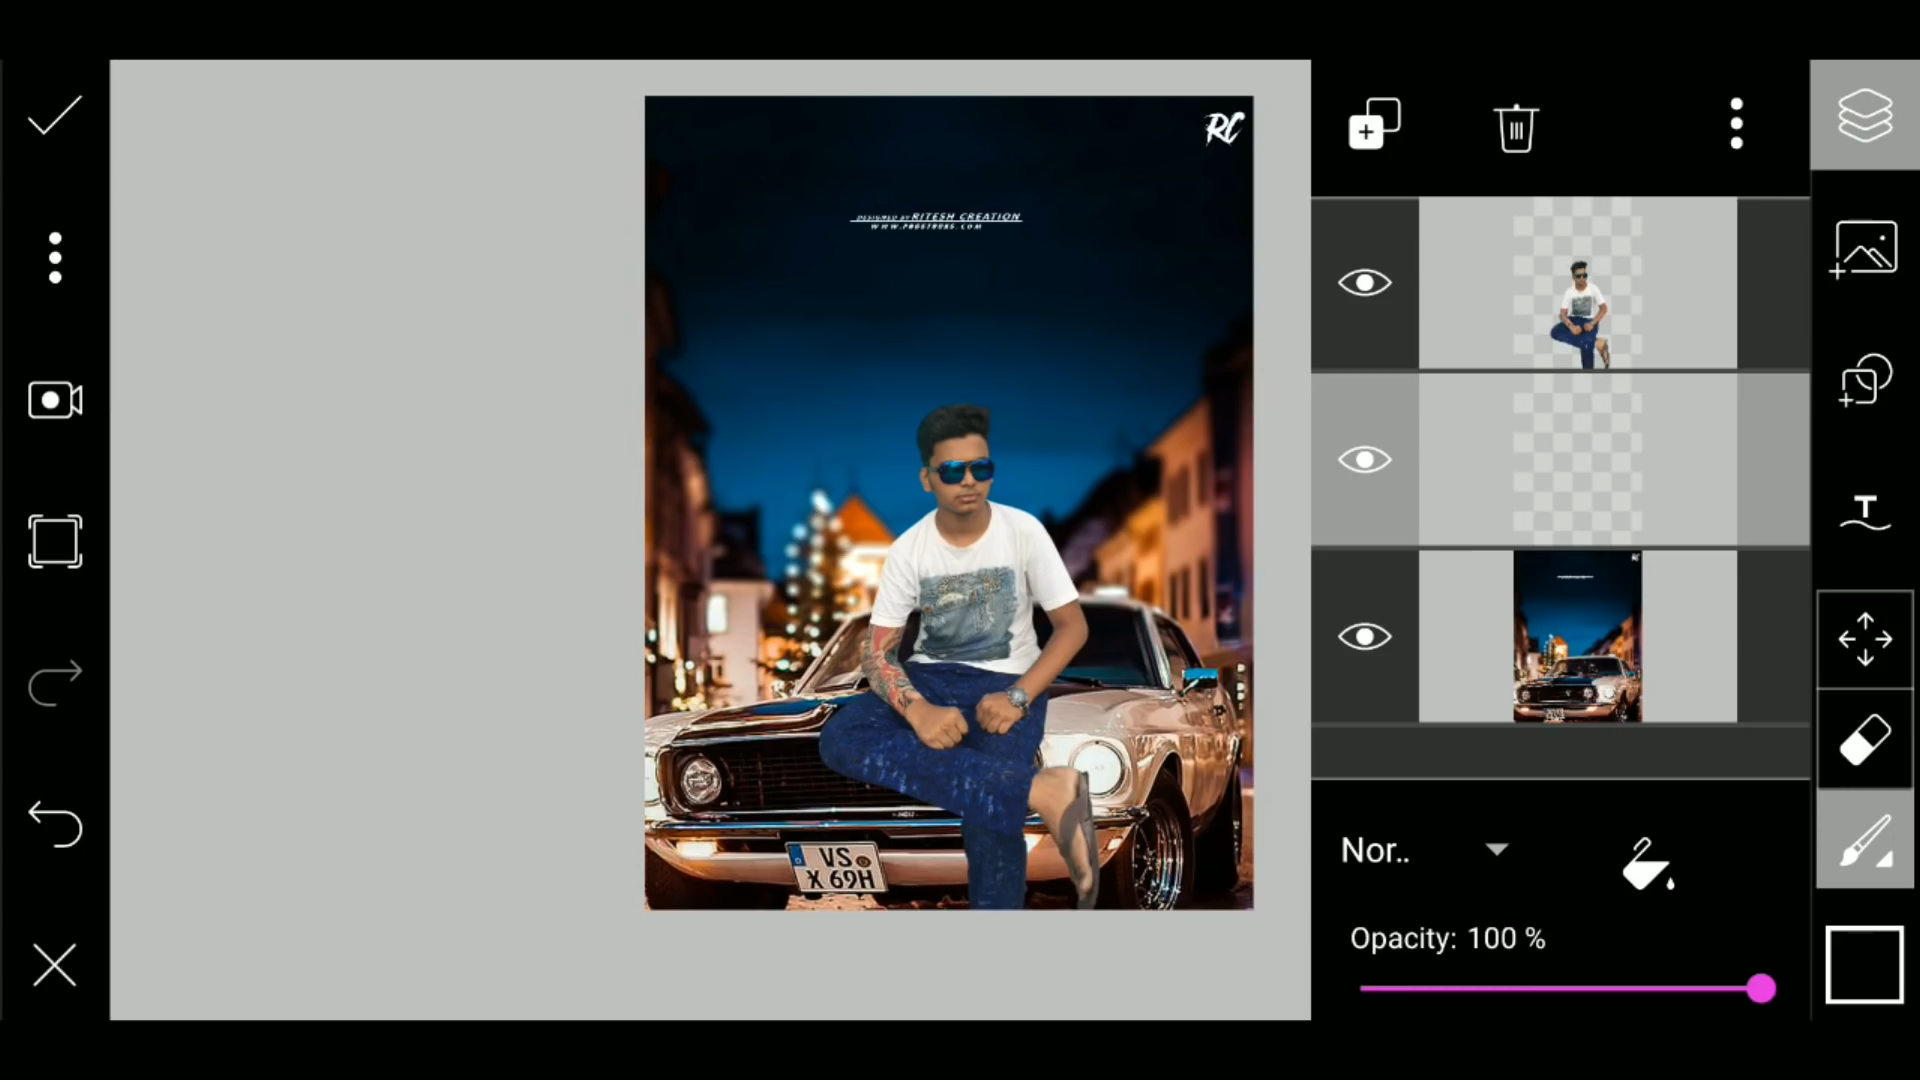 RC
DESIGNED BY RITESH CREATION
VS
X 69H
T
Nor..
Opacity: 100 %